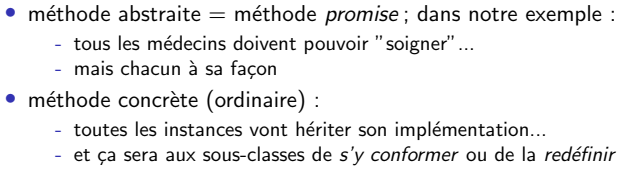 • méthode abstraite = méthode promise ; dans notre exemple :
- tous les médecins doivent pouvoir "soigner"...
- mais chacun à sa façon
• méthode concrète (ordinaire) :
- toutes les instances vont hériter son implémentation...
- et ça sera aux sous-classes de s'y conformer ou de la redéfinir